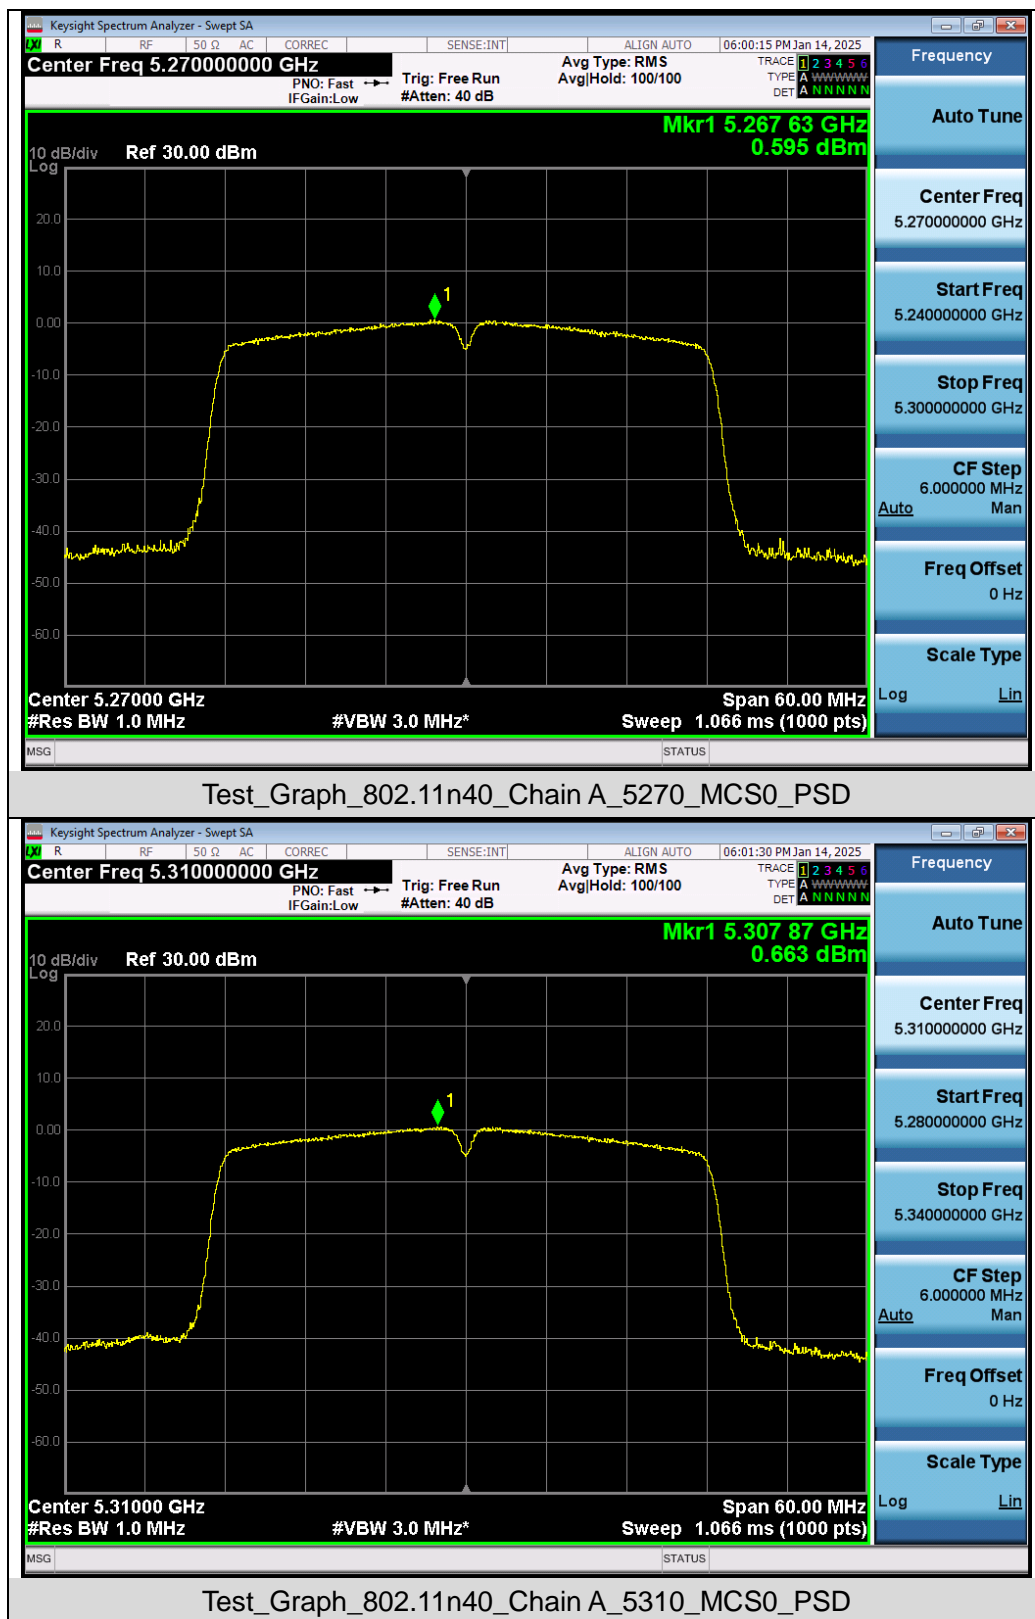 Keysight Spectrum Analyzer - Swept SA
LXI R RF 50 Ω AC CORREC SENSE:INT ALIGN AUTO 06:00:15 PM Jan 14, 2025
Center Freq 5.270000000 GHz
PNO: Fast
IFGain:Low
Trig: Free Run
#Atten: 40 dB
Avg Type: RMS
Avg|Hold: 100/100
TRACE 1 2 3 4 5 6
TYPE A WWWWW
DET A N N N N N
Mkr1 5.267 63 GHz
0.595 dBm
10 dB/div Ref 30.00 dBm
Log
20.0
10.0
1
0.00
-10.0
-20.0
-30.0
-40.0
-50.0
-60.0
Center 5.27000 GHz Span 60.00 MHz
#Res BW 1.0 MHz #VBW 3.0 MHz* Sweep 1.066 ms (1000 pts)
MSG STATUS
Frequency
Auto Tune
Center Freq
5.270000000 GHz
Start Freq
5.240000000 GHz
Stop Freq
5.300000000 GHz
CF Step
6.000000 MHz
Auto Man
Freq Offset
0 Hz
Scale Type
Log Lin
Test_Graph_802.11n40_Chain A_5270_MCS0_PSD
Keysight Spectrum Analyzer - Swept SA
LXI R RF 50 Ω AC CORREC SENSE:INT ALIGN AUTO 06:01:30 PM Jan 14, 2025
Center Freq 5.310000000 GHz
PNO: Fast
IFGain:Low
Trig: Free Run
#Atten: 40 dB
Avg Type: RMS
Avg|Hold: 100/100
TRACE 1 2 3 4 5 6
TYPE A WWWWW
DET A N N N N N
Mkr1 5.307 87 GHz
0.663 dBm
10 dB/div Ref 30.00 dBm
Log
20.0
10.0
1
0.00
-10.0
-20.0
-30.0
-40.0
-50.0
-60.0
Center 5.31000 GHz Span 60.00 MHz
#Res BW 1.0 MHz #VBW 3.0 MHz* Sweep 1.066 ms (1000 pts)
MSG STATUS
Frequency
Auto Tune
Center Freq
5.310000000 GHz
Start Freq
5.280000000 GHz
Stop Freq
5.340000000 GHz
CF Step
6.000000 MHz
Auto Man
Freq Offset
0 Hz
Scale Type
Log Lin
Test_Graph_802.11n40_Chain A_5310_MCS0_PSD